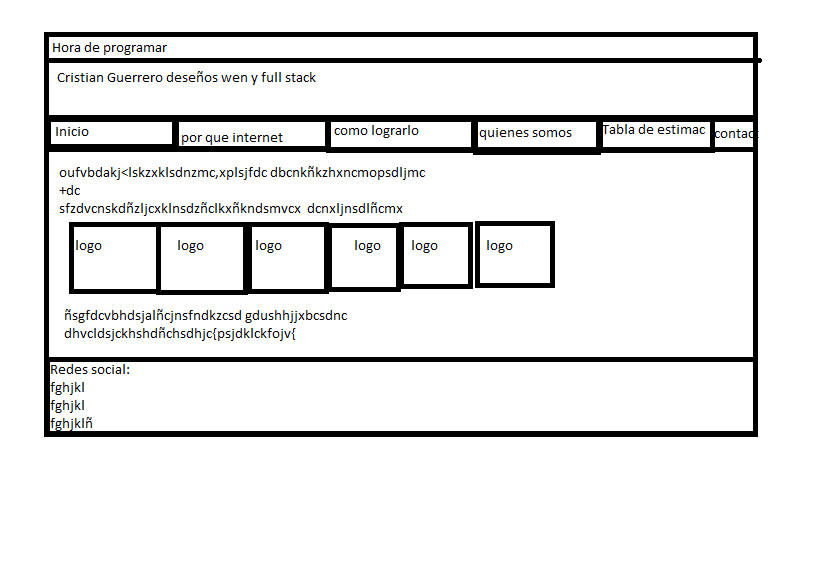 Hora de programar
Cristian Guerrero deseños wen y full stack
Inicio por que internet como lograrlo quienes somos Tabla de estimac contact
oufvbdakj<lskzxklsdnzmc,xplsjfdc dbcnkñkzhxncmopsdljmc
+dc
sfzdvcnskdñzljcxklnsdzñclkxñkndsmvcx dcnxljnsdlñcmx
logo logo logo logo logo logo
ñsgfdcvbhdsjalñcjnsfndkzcsd gdushhjjxbcsdnc
dhvcldsjckhshdñchsdhjc{psjdklckfojv{
Redes social:
fghjkl
fghjkl
fghjklñ